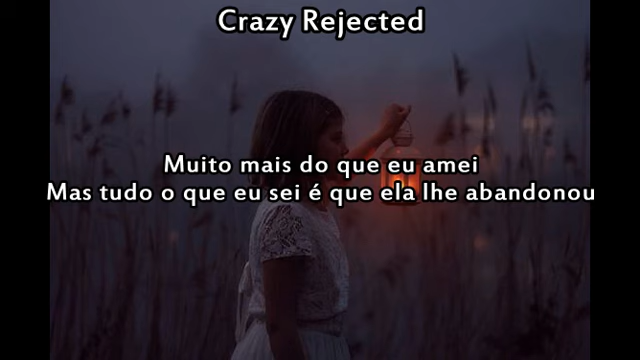 Crazy Rejected
Muito mais do que eu amei
Mas tudo o que eu sei é que ela lhe abandonou